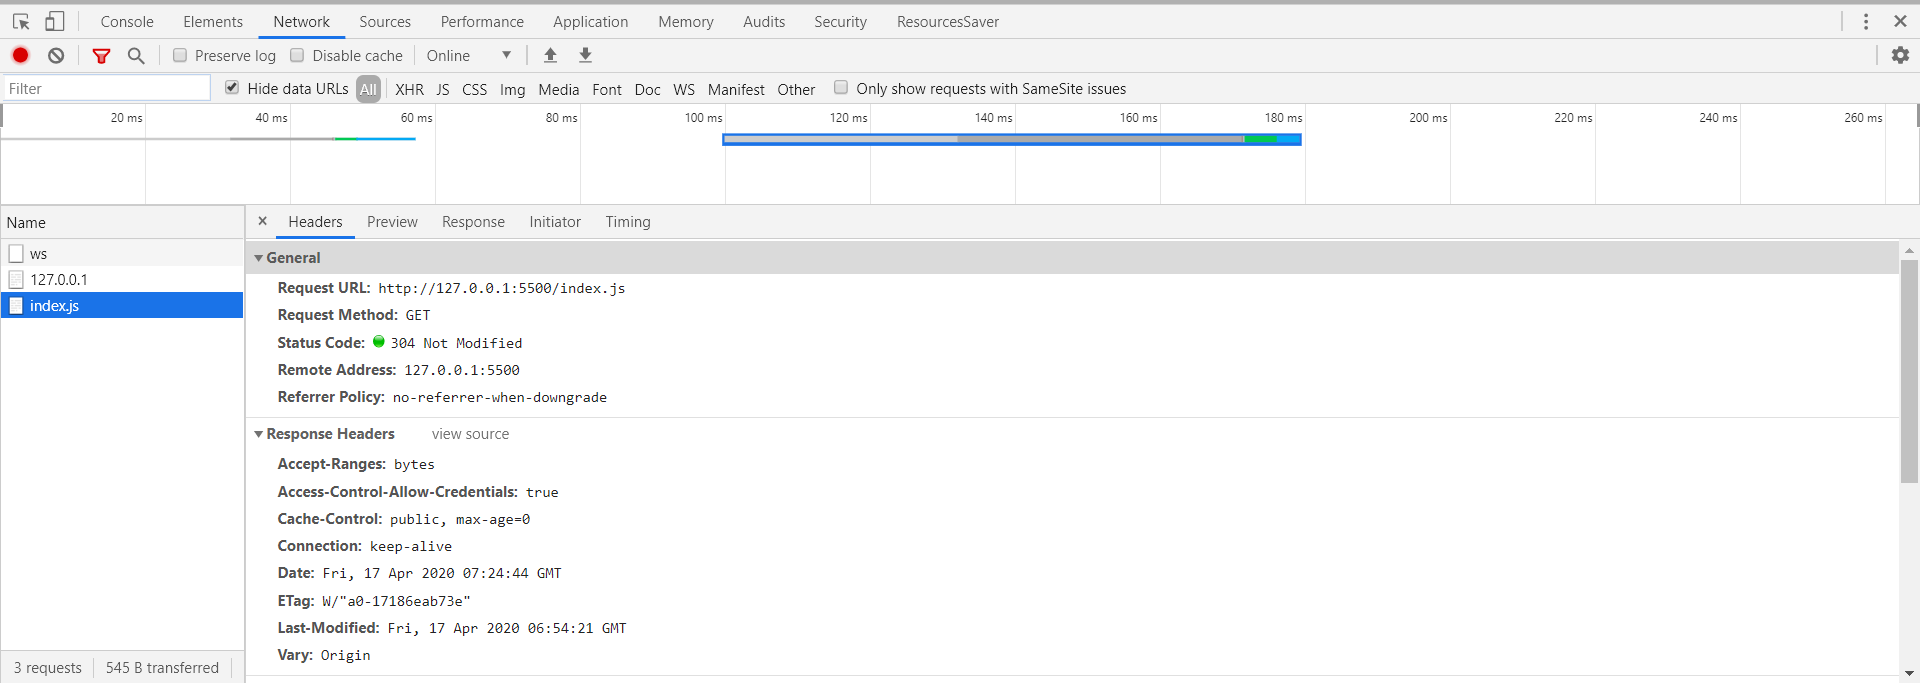 Console Elements Network Sources Performance Application Memory Audits Security ResourcesSaver
Preserve log Disable cache Online
Filter Hide data URLs All XHR JS CSS Img Media Font Doc WS Manifest Other Only show requests with SameSite issues
20 ms 40 ms 60 ms 80 ms 100 ms 120 ms 140 ms 160 ms 180 ms 200 ms 220 ms 240 ms 260 ms
Name
ws
127.0.0.1
index.js
3 requests 545 B transferred
× Headers Preview Response Initiator Timing
General
Request URL: http://127.0.0.1:5500/index.js
Request Method: GET
Status Code: 304 Not Modified
Remote Address: 127.0.0.1:5500
Referrer Policy: no-referrer-when-downgrade
Response Headers view source
Accept-Ranges: bytes
Access-Control-Allow-Credentials: true
Cache-Control: public, max-age=0
Connection: keep-alive
Date: Fri, 17 Apr 2020 07:24:44 GMT
ETag: W/"a0-17186eab73e"
Last-Modified: Fri, 17 Apr 2020 06:54:21 GMT
Vary: Origin